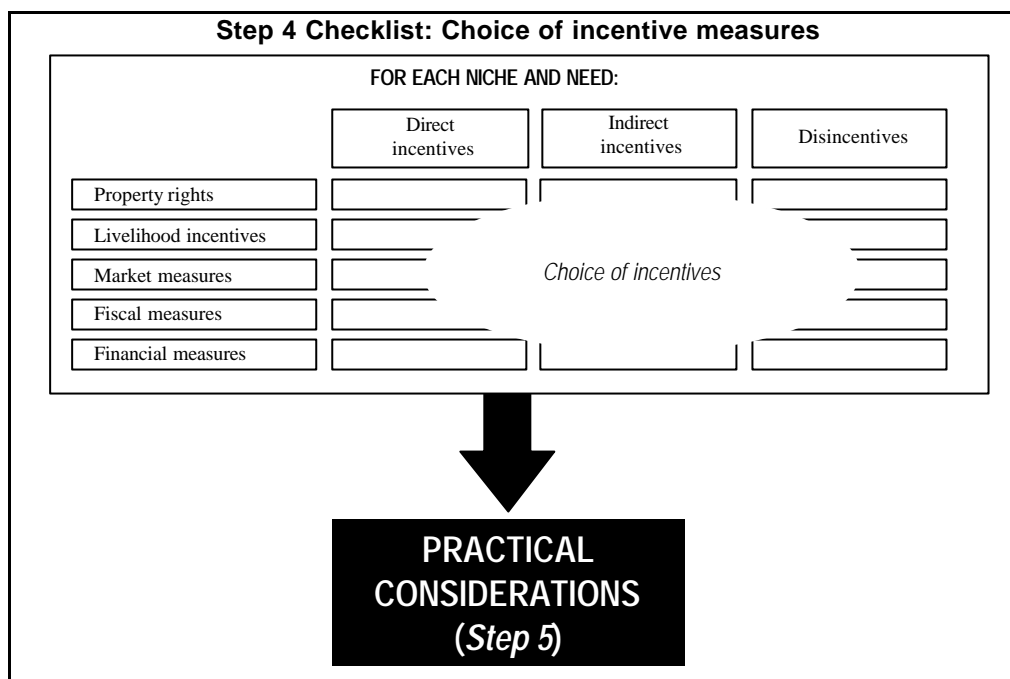 Step 4 Checklist: Choice of incentive measures
FOR EACH NICHE AND NEED:
Direct
incentives
Indirect
incentives
Disincentives
Property rights
Livelihood incentives
Market measures
Fiscal measures
Financial measures
Choice of incentives
PRACTICAL
CONSIDERATIONS
(Step 5)